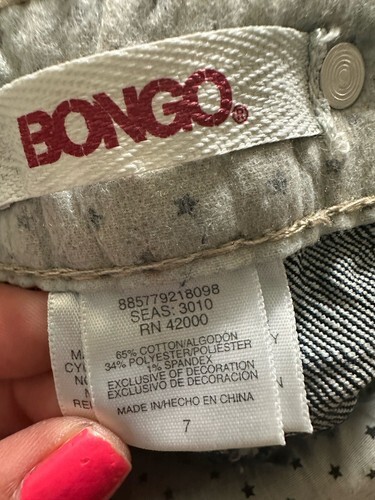 BONGO®
885779218098
SEAS: 3010
RN 42000
65% COTTON/ALGODÓN
34% POLYESTER/POLIESTER
1% SPANDEX
EXCLUSIVE OF DECORATION
EXCLUSIVO DE DECORACIÓN
MADE IN/HECHO EN CHINA
7